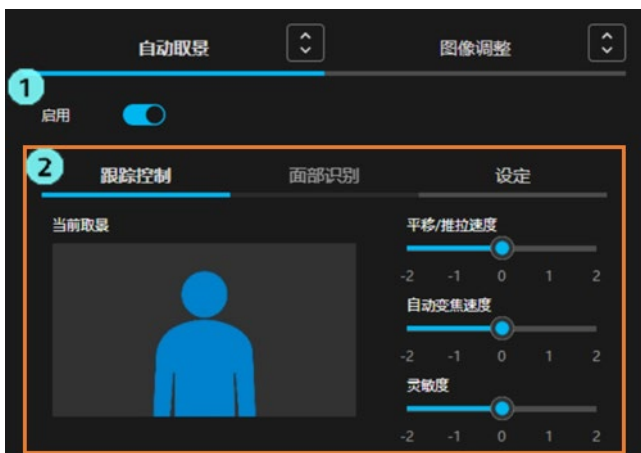 自动取景
图像调整
1
启用
2
跟踪控制
面部识别
设定
当前取景
平移/推拉速度
-2 -1 0 1 2
自动变焦速度
-2 -1 0 1 2
灵敏度
-2 -1 0 1 2